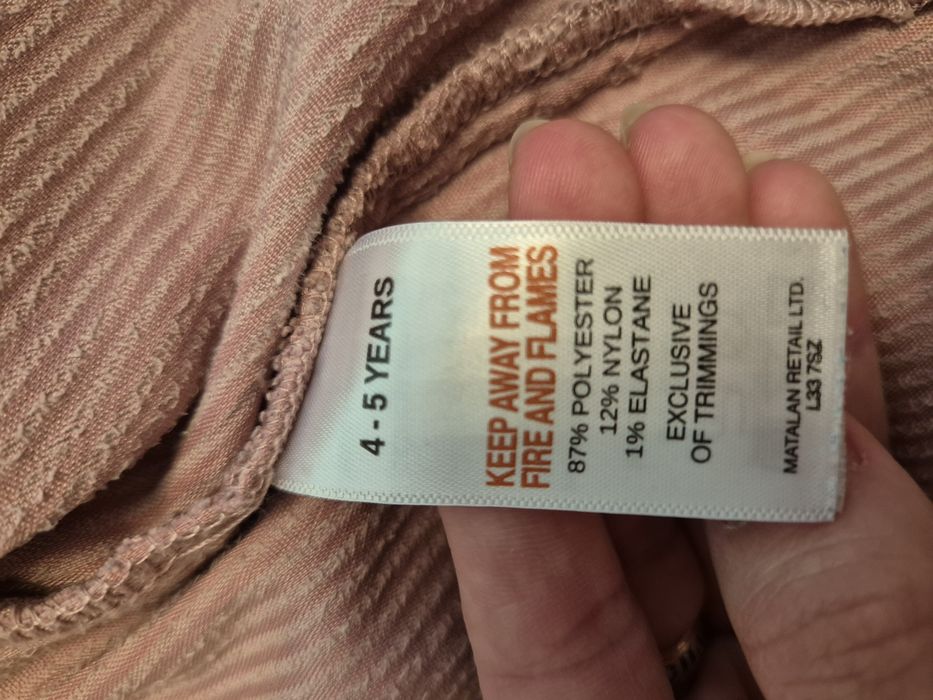 4 - 5 YEARS
KEEP AWAY FROM
FIRE AND FLAMES
87% POLYESTER
12% NYLON
1% ELASTANE
EXCLUSIVE
OF TRIMMINGS
MATALAN RETAIL LTD.
L33 7SZ